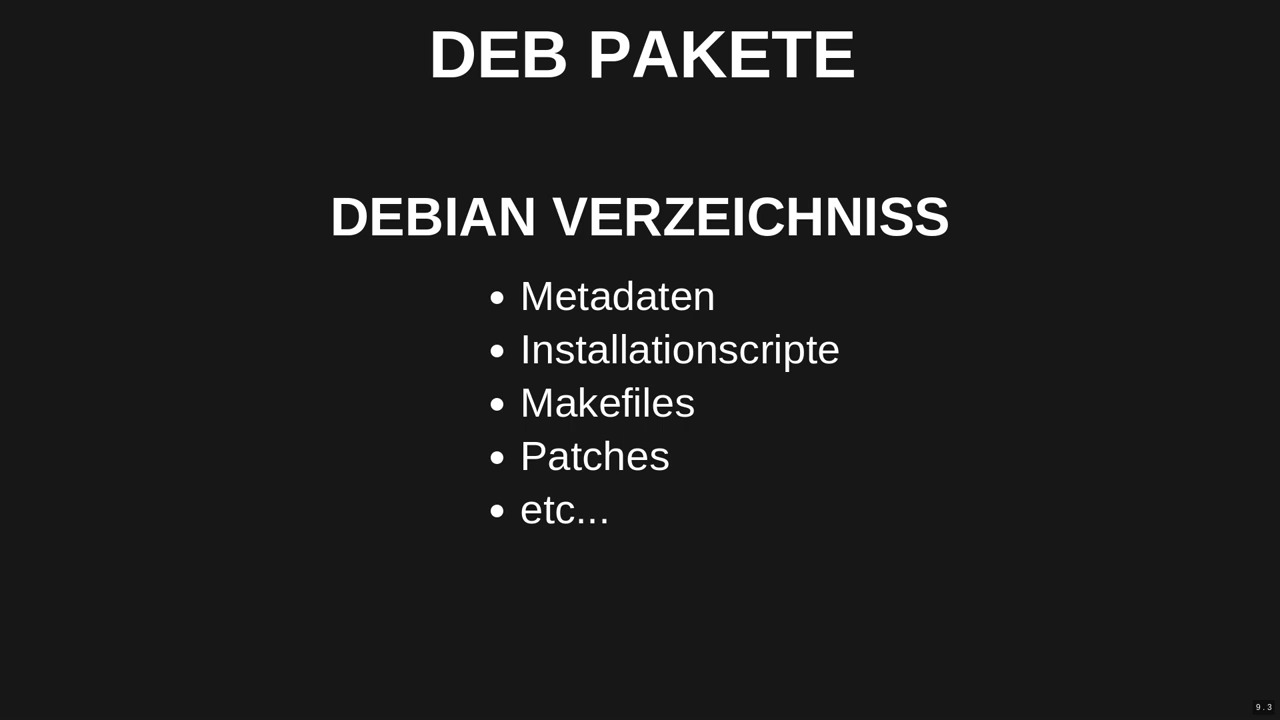 DEB PAKETE
DEBIAN VERZEICHNISS
• Metadaten
• Installationscripte
• Makefiles
• Patches
• etc...
9.3